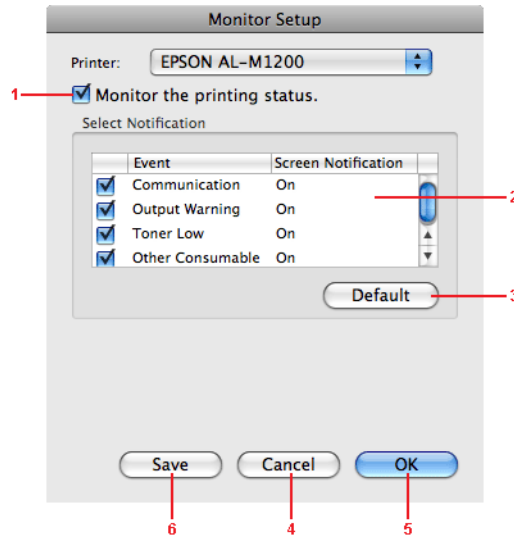 Monitor Setup
Printer: EPSON AL-M1200
1 Monitor the printing status.
Select Notification
Event Screen Notification
Communication On
2
Output Warning On
Toner Low On
Other Consumable On
Default 3
Save Cancel OK
6 4 5